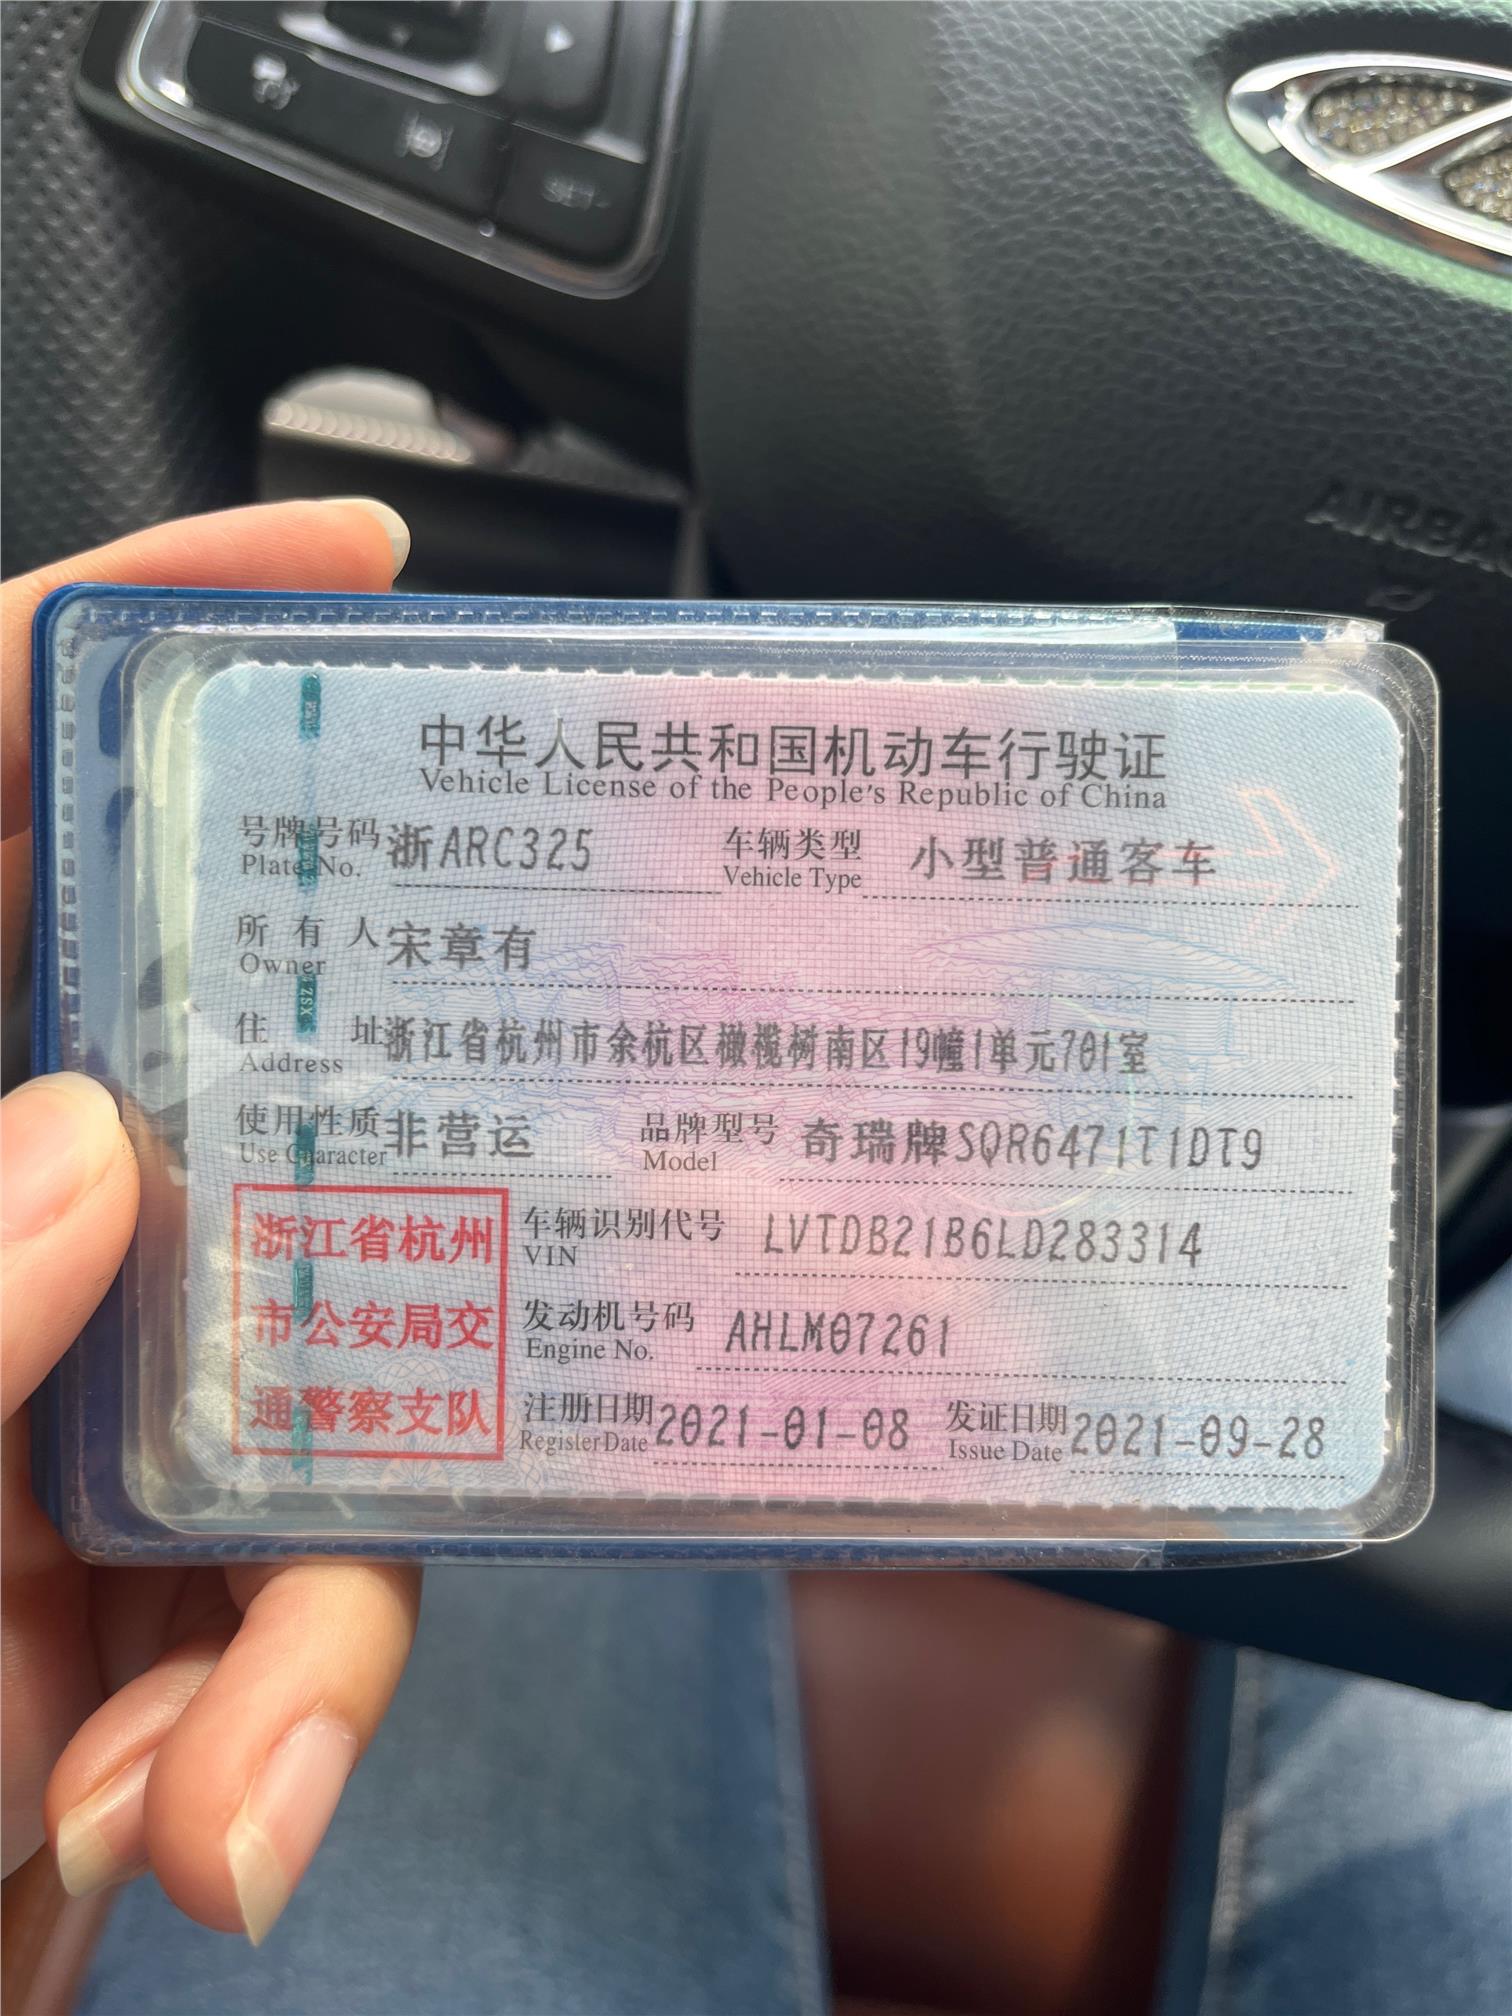 SET-
AIRBA
中华人民共和国机动车行驶证
Vehicle License of the People's Republic of China
号牌号码 浙ARC325 车辆类型 小型普通客车
Plate No. Vehicle Type
所有人 宋章有
Owner
住址 浙江省杭州市余杭区橄榄树南区19幢1单元701室
Address
使用性质 非营运 品牌型号 奇瑞牌SQR6471T1DT9
Use Character Model
浙江省杭州
市公安局交
通警察支队
车辆识别代号 LVTDB21B6LD283314
VIN
发动机号码 AHLM07261
Engine No.
注册日期 2021-01-08 发证日期 2021-09-28
Register Date Issue Date